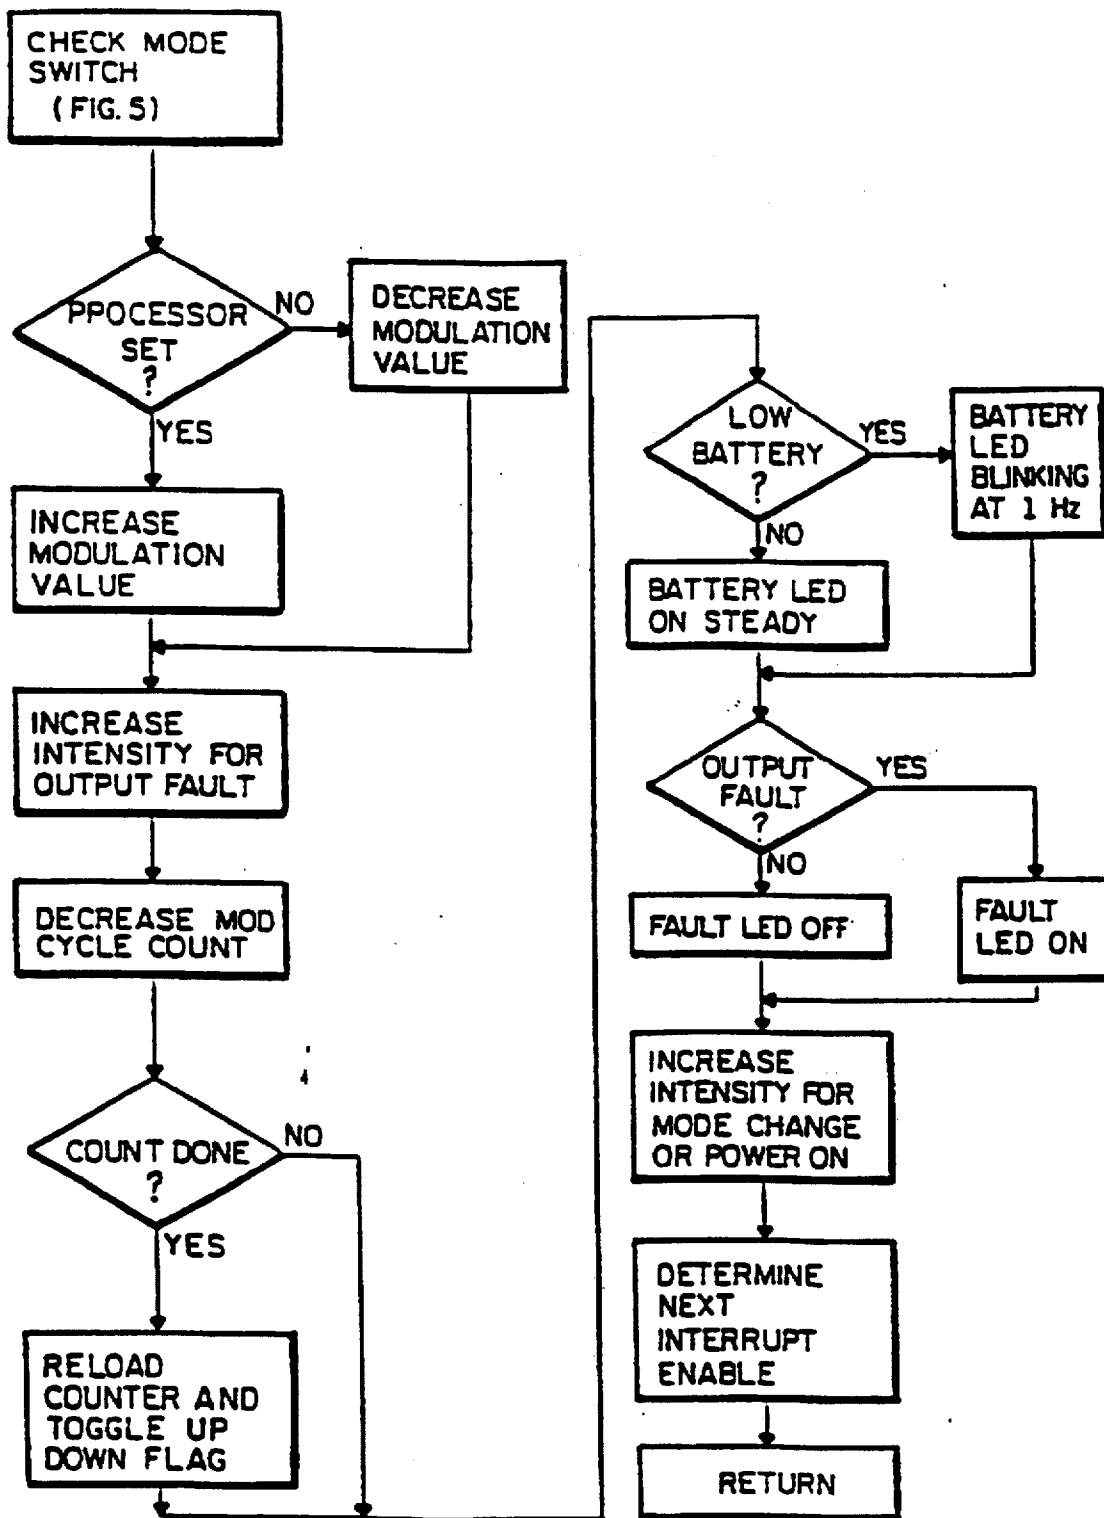 CHECK MODE
SWITCH
(FIG. 5)
PPOCESSOR
SET
?
NO
DECREASE
MODULATION
VALUE
YES
INCREASE
MODULATION
VALUE
INCREASE
INTENSITY FOR
OUTPUT FAULT
DECREASE MOD
CYCLE COUNT
COUNT DONE
?
NO
YES
RELOAD
COUNTER AND
TOGGLE UP
DOWN FLAG
LOW
BATTERY
?
YES
BATTERY
LED
BLINKING
AT 1 Hz
NO
BATTERY LED
ON STEADY
OUTPUT
FAULT
?
YES
NO
FAULT LED OFF
FAULT
LED ON
INCREASE
INTENSITY FOR
MODE CHANGE
OR POWER ON
DETERMINE
NEXT
INTERRUPT
ENABLE
RETURN